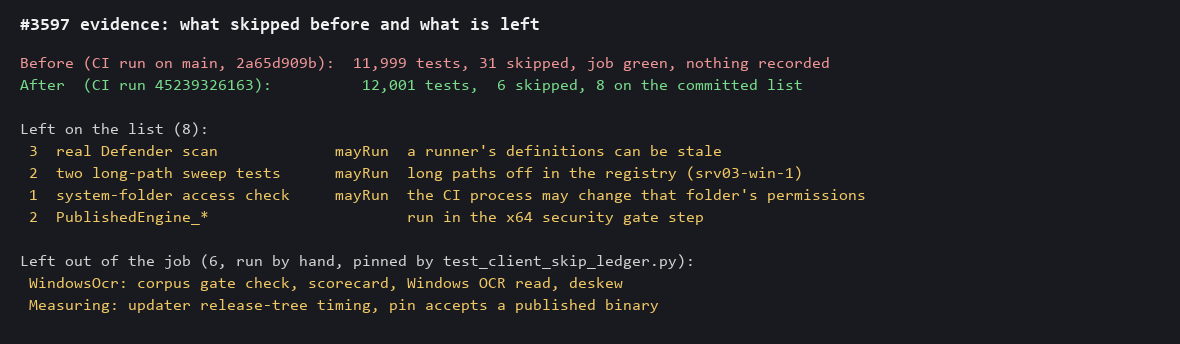 #3597 evidence: what skipped before and what is left
Before (CI run on main, 2a65d909b):  11,999 tests, 31 skipped, job green, nothing recorded
After  (CI run 45239326163):          12,001 tests,  6 skipped, 8 on the committed list
Left on the list (8):
3  real Defender scan             mayRun  a runner's definitions can be stale
2  two long-path sweep tests      mayRun  long paths off in the registry (srv03-win-1)
1  system-folder access check     mayRun  the CI process may change that folder's permissions
2  PublishedEngine_*                      run in the x64 security gate step
Left out of the job (6, run by hand, pinned by test_client_skip_ledger.py):
WindowsOcr: corpus gate check, scorecard, Windows OCR read, deskew
Measuring: updater release-tree timing, pin accepts a published binary